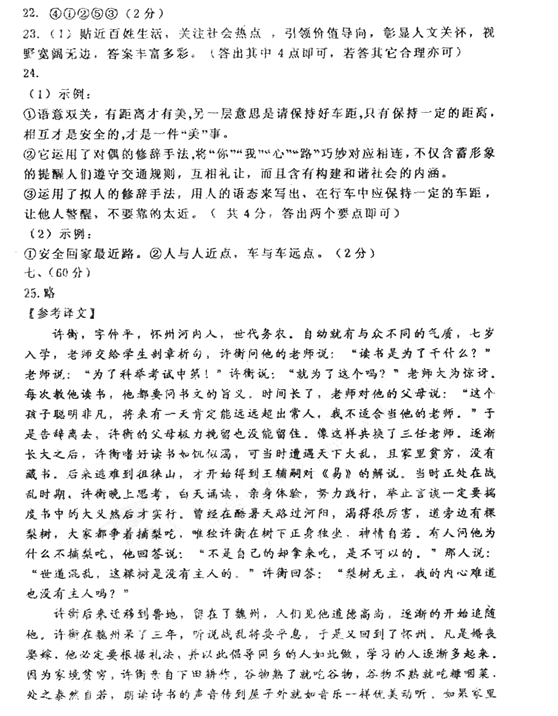 22. ④①②⑤③(2分)
23.(1)贴近百姓生活，关注社会热点 ，引领价值导向，彰显人文关怀，视
野宽阔无边，答案丰富多彩。（答出其中4点即可，若答其它合理亦可）
24.
(1)示例：
①语意双关，有距离才有美,另一层意思是请保持好车距,只有保持一定的距离,
相互才是安全的,才是一件“美”事。
②它运用了对偶的修辞手法,将“你”“我”“心”“路”巧妙对应相连,不仅含蓄形象
的提醒人们遵守交通规则，互相礼让，而且含有构建和谐社会的内涵。
③运用了拟人的修辞手法，用人的语态来写出、在行车中应保持一定的车距，
让他人警醒、不要靠的太近。（ 共4分，答出两个要点即可）
(2)示例：
①安全回家最近路。②人与人近点，车与车远点。(2分)
七、(60分)
25.略
【参考译文】
许衡，字仲平，怀州河内人，世代务农。自幼就有与众不同的气质，七岁
入学，老师交给学生划章析句，许衡问他的老师说：“读书是为了干什么？”
老师说：“为了科举考试中第！”许衡说：“就为了这个吗？”老师大为惊讶。
每次教他读书，他都要问书文的旨义。时间长了，老师对他的父母说：“这个
孩子聪明非凡，将来有一天肯定能远远超出常人，我不适合当他的老师。”于
是告辞离去，许衡的父母极力挽留也没能留住。像这样共换了三任老师。逐渐
长大之后，许衡嗜好读书如饥似渴，可当时遭遇天下大乱，且家里贫穷，没有
藏书。后来逃难到徂徕山，才开始得到王辅嗣对《易》的解说。当时正处在战
乱时期，许衡晚上思考，白天诵读，亲身体验，努力践行，举止言谈一定要揣
度书中的大义然后才实行。曾经在酷暑天路过河阳，渴得很厉害，道旁边有棵
梨树，大家都争着摘梨吃，唯独许衡在树下正身独坐，神情自若。有人问他为
什么不摘梨吃，他回答说：“不是自己的却拿来吃，是不可以的。”那人说：
“世道混乱，这棵树是没有主人的。”许衡回答：“梨树无主，我的内心难道
也没有主人吗？”
许衡后来迁移到鲁地，留在了魏州，人们见他道德高尚，逐渐的开始追随
他。许衡在魏州呆了三年，听说战乱将要平息，于是又回到了怀州。凡是婚丧
娶嫁，他必定要根据礼法，并以此倡导同乡的人如此做，学习的人逐渐多起来。
因为家境贫穷，许衡亲自下田耕作，谷物熟了就吃谷物，谷物不熟就吃糠咽菜，
处之泰然自若，朗读诗书的声音传到屋子外就如音乐一样优美动听。如果家里